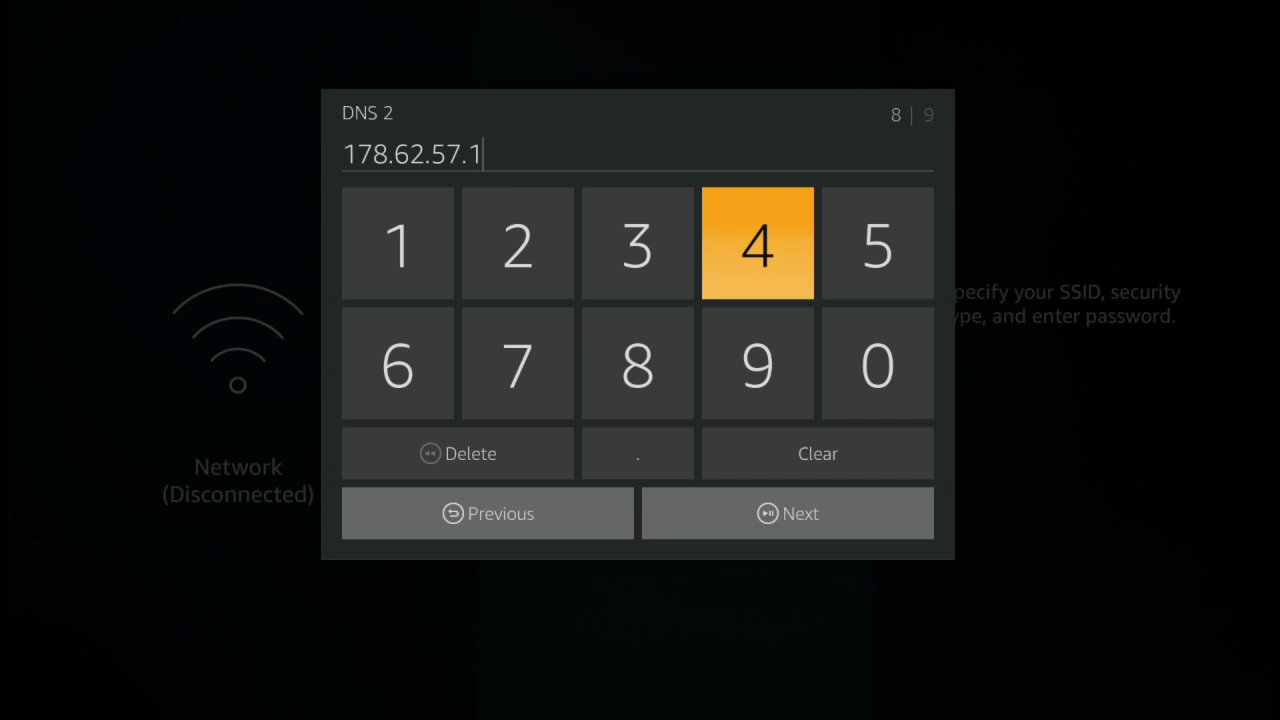 DNS 2
8 | 9
178.62.57.1
1 2 3 4 5
6 7 8 9 0
Delete . Clear
Previous Next
Network
(Disconnected)
pecify your SSID, security
ype, and enter password.